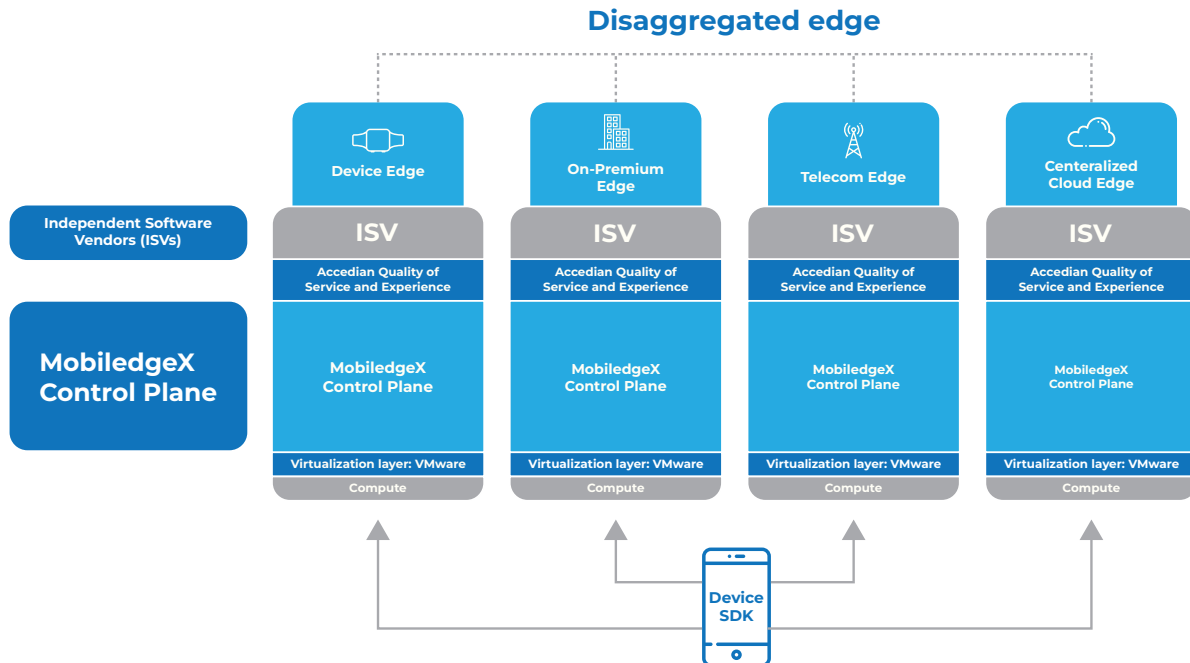 Disaggregated edge
Device Edge
On-Premium
Edge
Telecom Edge
Centeralized
Cloud Edge
Independent Software
Vendors (ISVs)
ISV
ISV
ISV
ISV
Accedian Quality of
Service and Experience
Accedian Quality of
Service and Experience
Accedian Quality of
Service and Experience
Accedian Quality of
Service and Experience
MobiledgeX
Control Plane
MobiledgeX
Control Plane
MobiledgeX
Control Plane
MobiledgeX
Control Plane
MobiledgeX
Control Plane
Virtualization layer: VMware
Virtualization layer: VMware
Virtualization layer: VMware
Virtualization layer: VMware
Compute
Compute
Compute
Compute
Device
SDK